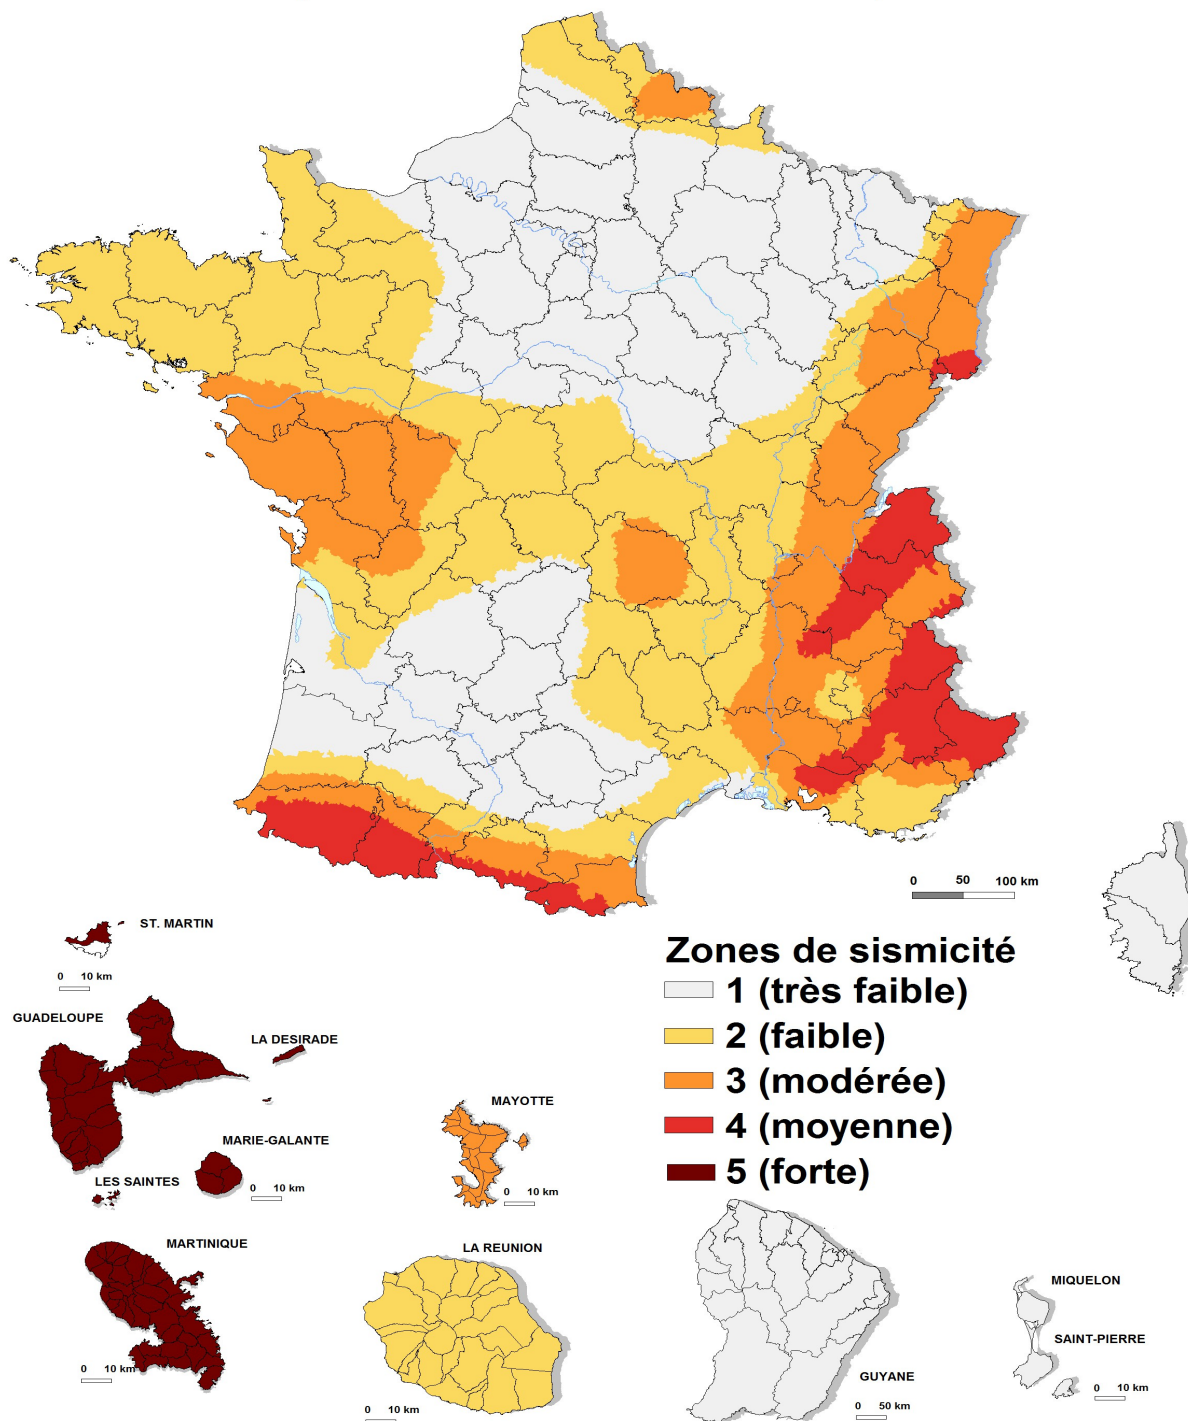 0 50 100 km
ST. MARTIN
0 10 km
GUADELOUPE
LA DESIRADE
MARIE-GALANTE
0 10 km
LES SAINTES
MARTINIQUE
0 10 km
MAYOTTE
0 10 km
LA REUNION
0 10 km
Zones de sismicité
1 (très faible)
2 (faible)
3 (modérée)
4 (moyenne)
5 (forte)
GUYANE
0 50 km
MIQUELON
SAINT-PIERRE
0 10 km